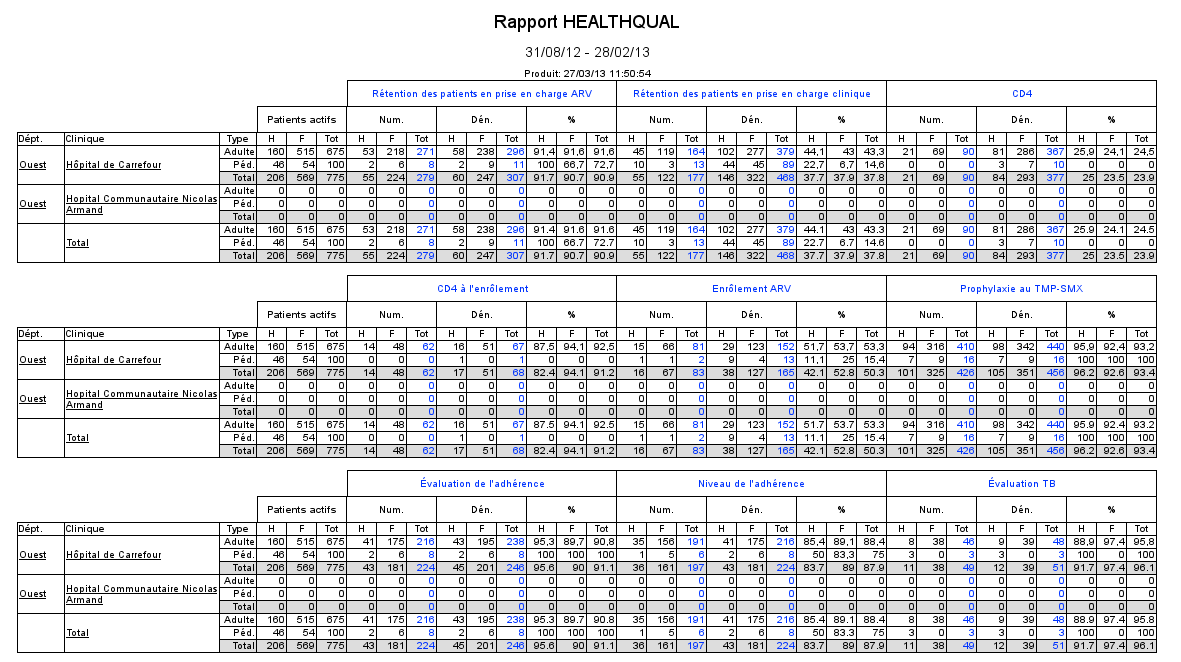 Rapport HEALTHQUAL
31/08/12 - 28/02/13
Produit: 27/03/13 11:50:54
Rétention des patients en prise en charge ARV Rétention des patients en prise en charge clinique CD4
Patients actifs Num. Dén. % Num. Dén. % Num. Dén. %
Dépt. Clinique Type H F Tot H F Tot H F Tot H F Tot H F Tot H F Tot H F Tot H F Tot H F Tot H F Tot
Adulte 160 515 675 53 218 271 58 238 296 91,4 91,6 91,6 45 119 164 102 277 379 44,1 43 43,3 21 69 90 81 286 367 25,9 24,1 24,5
Ouest Hôpital de Carrefour Péd. 46 54 100 2 6 8 2 9 11 100 66,7 72,7 10 3 13 44 45 89 22,7 6,7 14,6 0 0 0 3 7 10 0 0 0
Total 206 569 775 55 224 279 60 247 307 91.7 90.7 90.9 55 122 177 146 322 468 37.7 37.9 37.8 21 69 90 84 293 377 25 23.5 23.9
Adulte 0 0 0 0 0 0 0 0 0 0 0 0 0 0 0 0 0 0 0 0 0 0 0 0 0 0 0 0 0 0
Ouest Hopital Communautaire Nicolas Armand Péd. 0 0 0 0 0 0 0 0 0 0 0 0 0 0 0 0 0 0 0 0 0 0 0 0 0 0 0 0 0 0
Total 0 0 0 0 0 0 0 0 0 0 0 0 0 0 0 0 0 0 0 0 0 0 0 0 0 0 0 0 0 0
Adulte 160 515 675 53 218 271 58 238 296 91.4 91.6 91.6 45 119 164 102 277 379 44.1 43 43.3 21 69 90 81 286 367 25.9 24.1 24.5
Total Péd. 46 54 100 2 6 8 2 9 11 100 66.7 72.7 10 3 13 44 45 89 22.7 6.7 14.6 0 0 0 3 7 10 0 0 0
Total 206 569 775 55 224 279 60 247 307 91.7 90.7 90.9 55 122 177 146 322 468 37.7 37.9 37.8 21 69 90 84 293 377 25 23.5 23.9
CD4 à l'enrôlement Enrôlement ARV Prophylaxie au TMP-SMX
Patients actifs Num. Dén. % Num. Dén. % Num. Dén. %
Dépt. Clinique Type H F Tot H F Tot H F Tot H F Tot H F Tot H F Tot H F Tot H F Tot H F Tot H F Tot
Adulte 160 515 675 14 48 62 16 51 67 87,5 94,1 92,5 15 66 81 29 123 152 51,7 53,7 53,3 94 316 410 98 342 440 95,9 92,4 93,2
Ouest Hôpital de Carrefour Péd. 46 54 100 0 0 0 1 0 1 0 0 0 1 1 2 9 4 13 11,1 25 15,4 7 9 16 7 9 16 100 100 100
Total 206 569 775 14 48 62 17 51 68 82.4 94.1 91.2 16 67 83 38 127 165 42.1 52.8 50.3 101 325 426 105 351 456 96.2 92.6 93.4
Adulte 0 0 0 0 0 0 0 0 0 0 0 0 0 0 0 0 0 0 0 0 0 0 0 0 0 0 0 0 0 0
Ouest Hopital Communautaire Nicolas Armand Péd. 0 0 0 0 0 0 0 0 0 0 0 0 0 0 0 0 0 0 0 0 0 0 0 0 0 0 0 0 0 0
Total 0 0 0 0 0 0 0 0 0 0 0 0 0 0 0 0 0 0 0 0 0 0 0 0 0 0 0 0 0 0
Adulte 160 515 675 14 48 62 16 51 67 87.5 94.1 92.5 15 66 81 29 123 152 51.7 53.7 53.3 94 316 410 98 342 440 95.9 92.4 93.2
Total Péd. 46 54 100 0 0 0 1 0 1 0 0 0 1 1 2 9 4 13 11.1 25 15.4 7 9 16 7 9 16 100 100 100
Total 206 569 775 14 48 62 17 51 68 82.4 94.1 91.2 16 67 83 38 127 165 42.1 52.8 50.3 101 325 426 105 351 456 96.2 92.6 93.4
Évaluation de l'adhérence Niveau de l'adhérence Évaluation TB
Patients actifs Num. Dén. % Num. Dén. % Num. Dén. %
Dépt. Clinique Type H F Tot H F Tot H F Tot H F Tot H F Tot H F Tot H F Tot H F Tot H F Tot H F Tot
Adulte 160 515 675 41 175 216 43 195 238 95,3 89,7 90,8 35 156 191 41 175 216 85,4 89,1 88,4 8 38 46 9 39 48 88,9 97,4 95,8
Ouest Hôpital de Carrefour Péd. 46 54 100 2 6 8 2 6 8 100 100 100 1 5 6 2 6 8 50 83,3 75 3 0 3 3 0 3 100 0 100
Total 206 569 775 43 181 224 45 201 246 95.6 90 91.1 36 161 197 43 181 224 83.7 89 87.9 11 38 49 12 39 51 91.7 97.4 96.1
Adulte 0 0 0 0 0 0 0 0 0 0 0 0 0 0 0 0 0 0 0 0 0 0 0 0 0 0 0 0 0 0
Ouest Hopital Communautaire Nicolas Armand Péd. 0 0 0 0 0 0 0 0 0 0 0 0 0 0 0 0 0 0 0 0 0 0 0 0 0 0 0 0 0 0
Total 0 0 0 0 0 0 0 0 0 0 0 0 0 0 0 0 0 0 0 0 0 0 0 0 0 0 0 0 0 0
Adulte 160 515 675 41 175 216 43 195 238 95.3 89.7 90.8 35 156 191 41 175 216 85.4 89.1 88.4 8 38 46 9 39 48 88.9 97.4 95.8
Total Péd. 46 54 100 2 6 8 2 6 8 100 100 100 1 5 6 2 6 8 50 83.3 75 3 0 3 3 0 3 100 0 100
Total 206 569 775 43 181 224 45 201 246 95.6 90 91.1 36 161 197 43 181 224 83.7 89 87.9 11 38 49 12 39 51 91.7 97.4 96.1